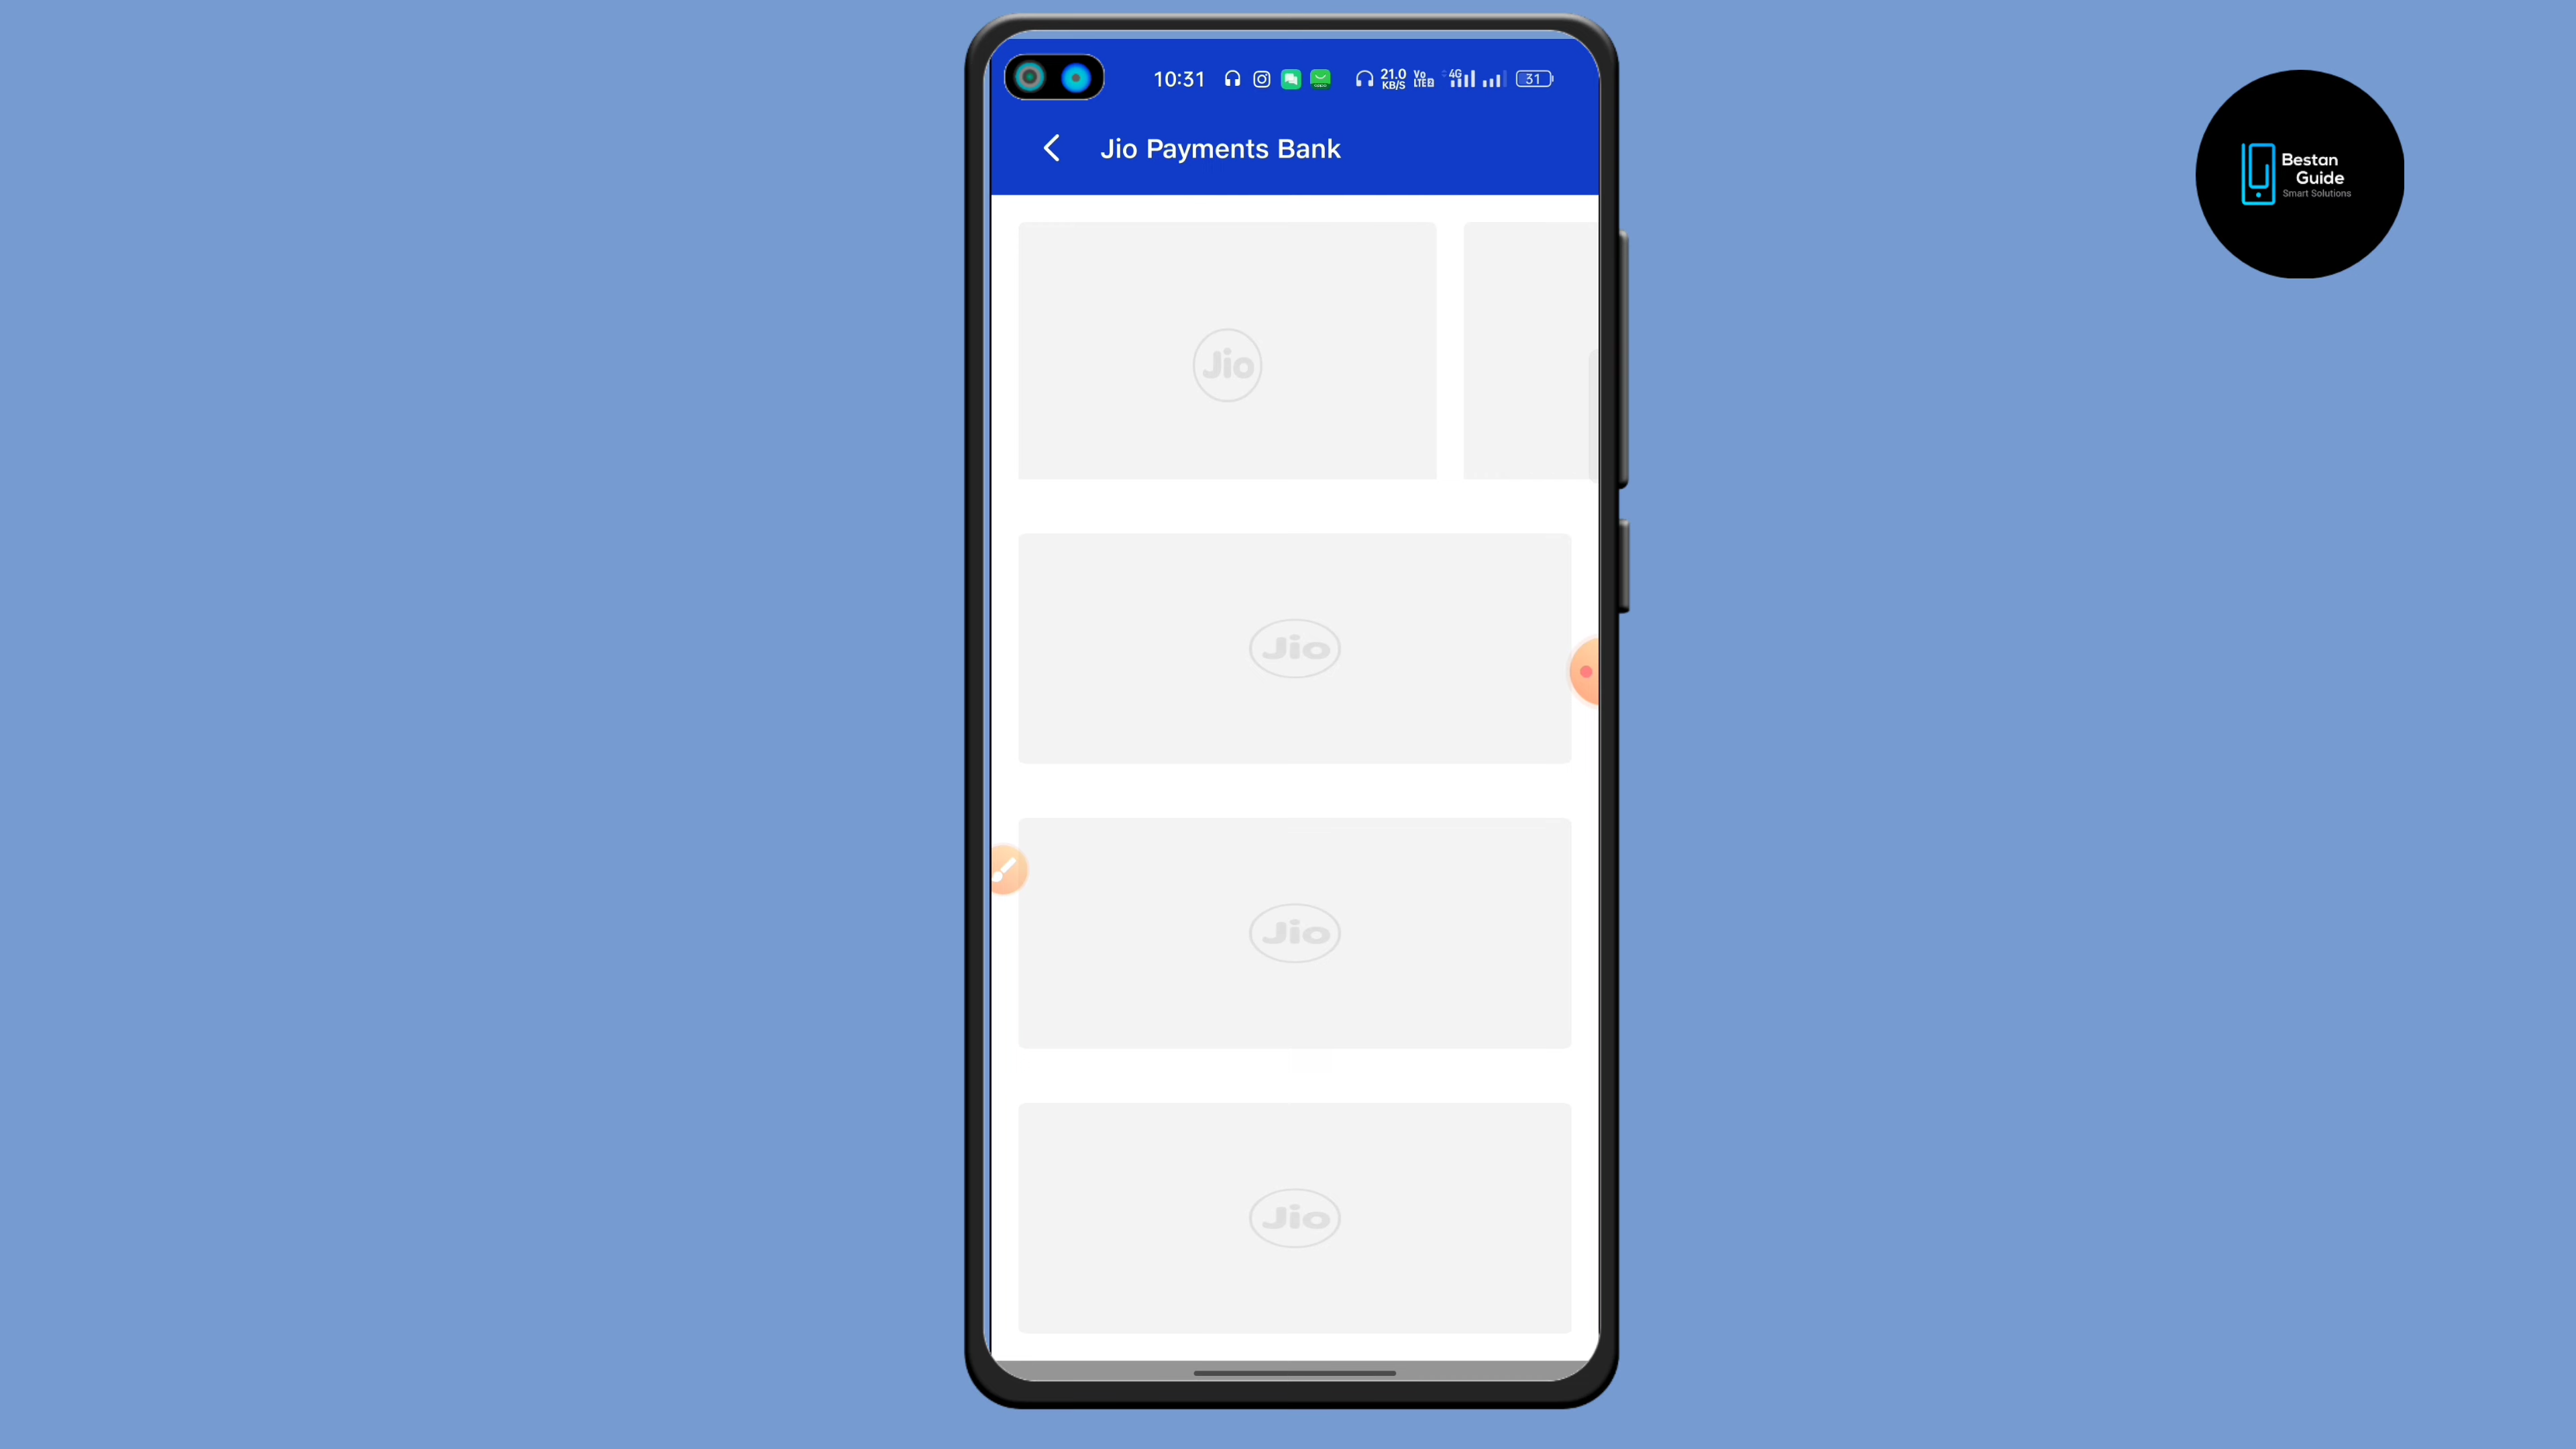 10:31
21.0
KB/S
Vo
LTE 2
4G
31
Jio Payments Bank
Bestan
Guide
Smart Solutions
Jio
Jio
Jio
Jio